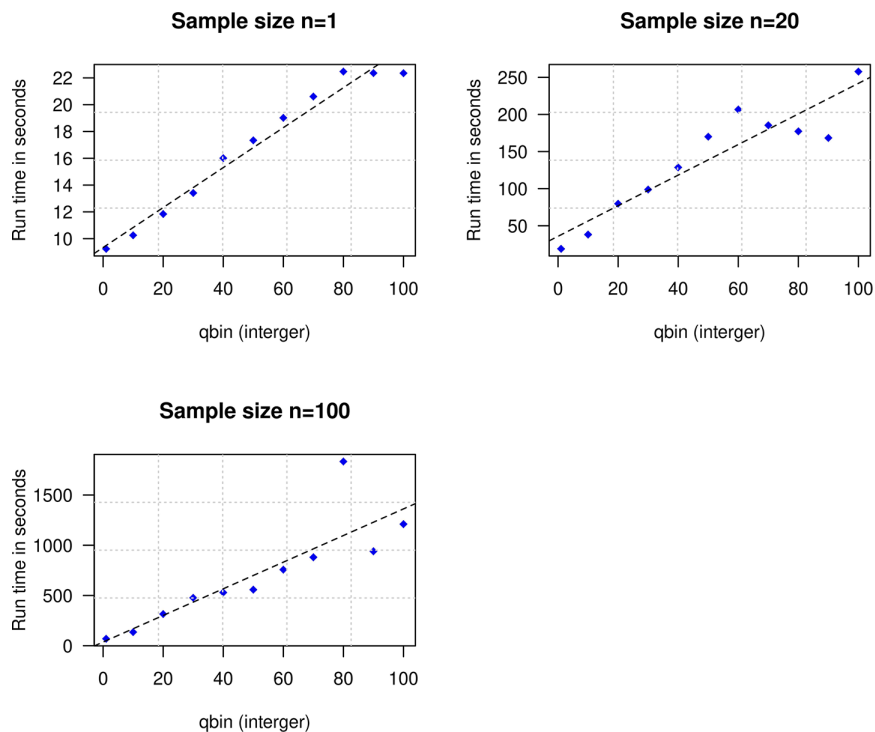 Sample size n=1
Run time in seconds
22
20
18
16
14
12
10
0 20 40 60 80 100
qbin (interger)
Sample size n=20
Run time in seconds
250
200
150
100
50
0 20 40 60 80 100
qbin (interger)
Sample size n=100
Run time in seconds
1500
1000
500
0
0 20 40 60 80 100
qbin (interger)